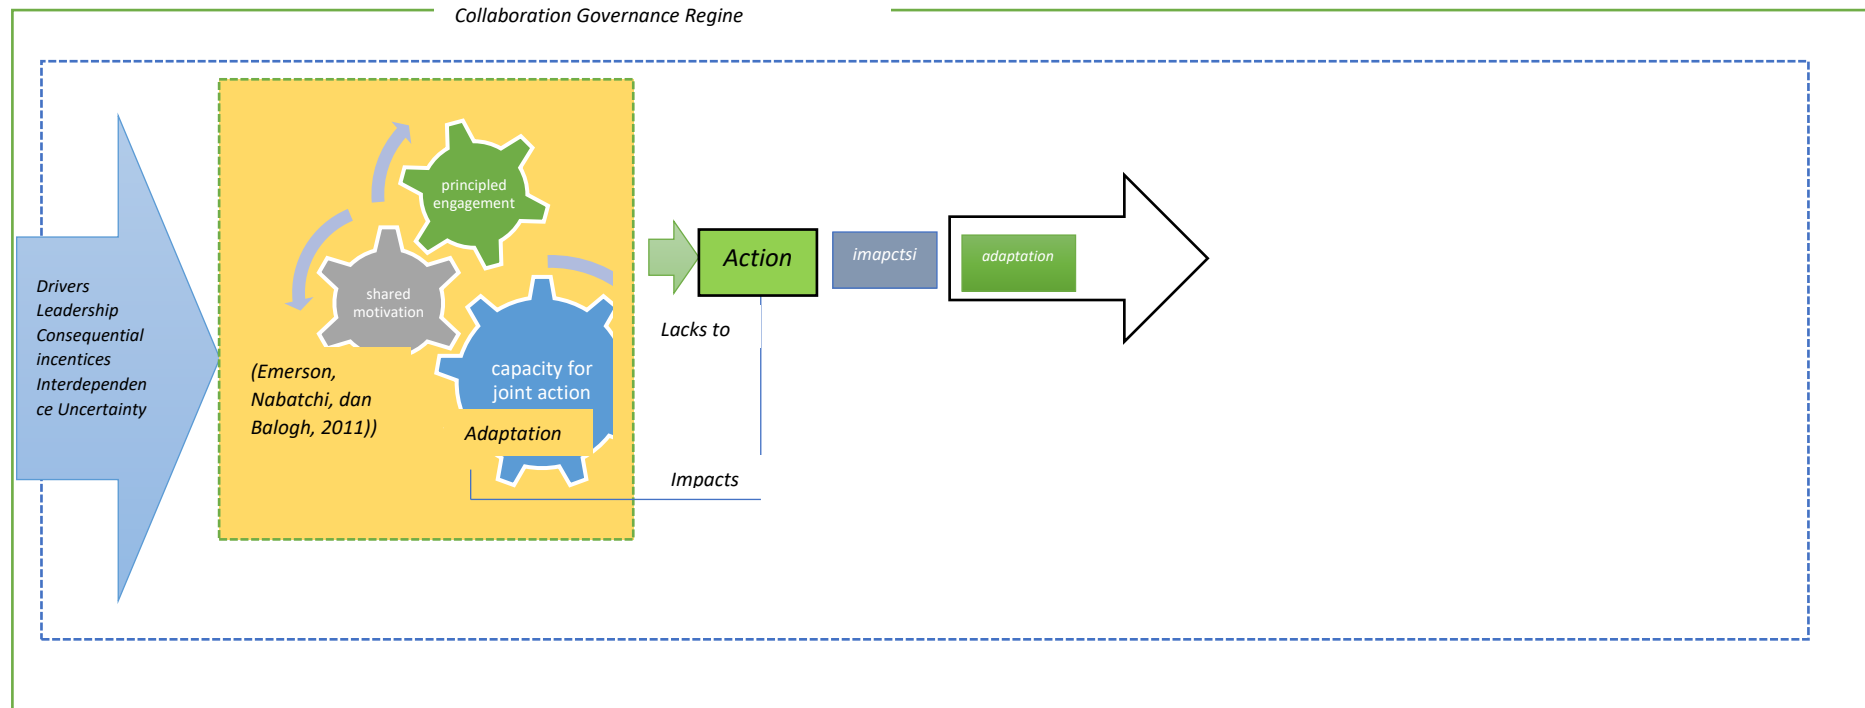 Collaboration Governance Regine
Drivers
Leadership
Consequential
incentices
Interdependen
ce Uncertainty
principled
engagement
shared
motivation
capacity for
joint action
(Emerson,
Nabatchi, dan
Balogh, 2011))
Adaptation
Action
Lacks to
Impacts
imapctsi
adaptation